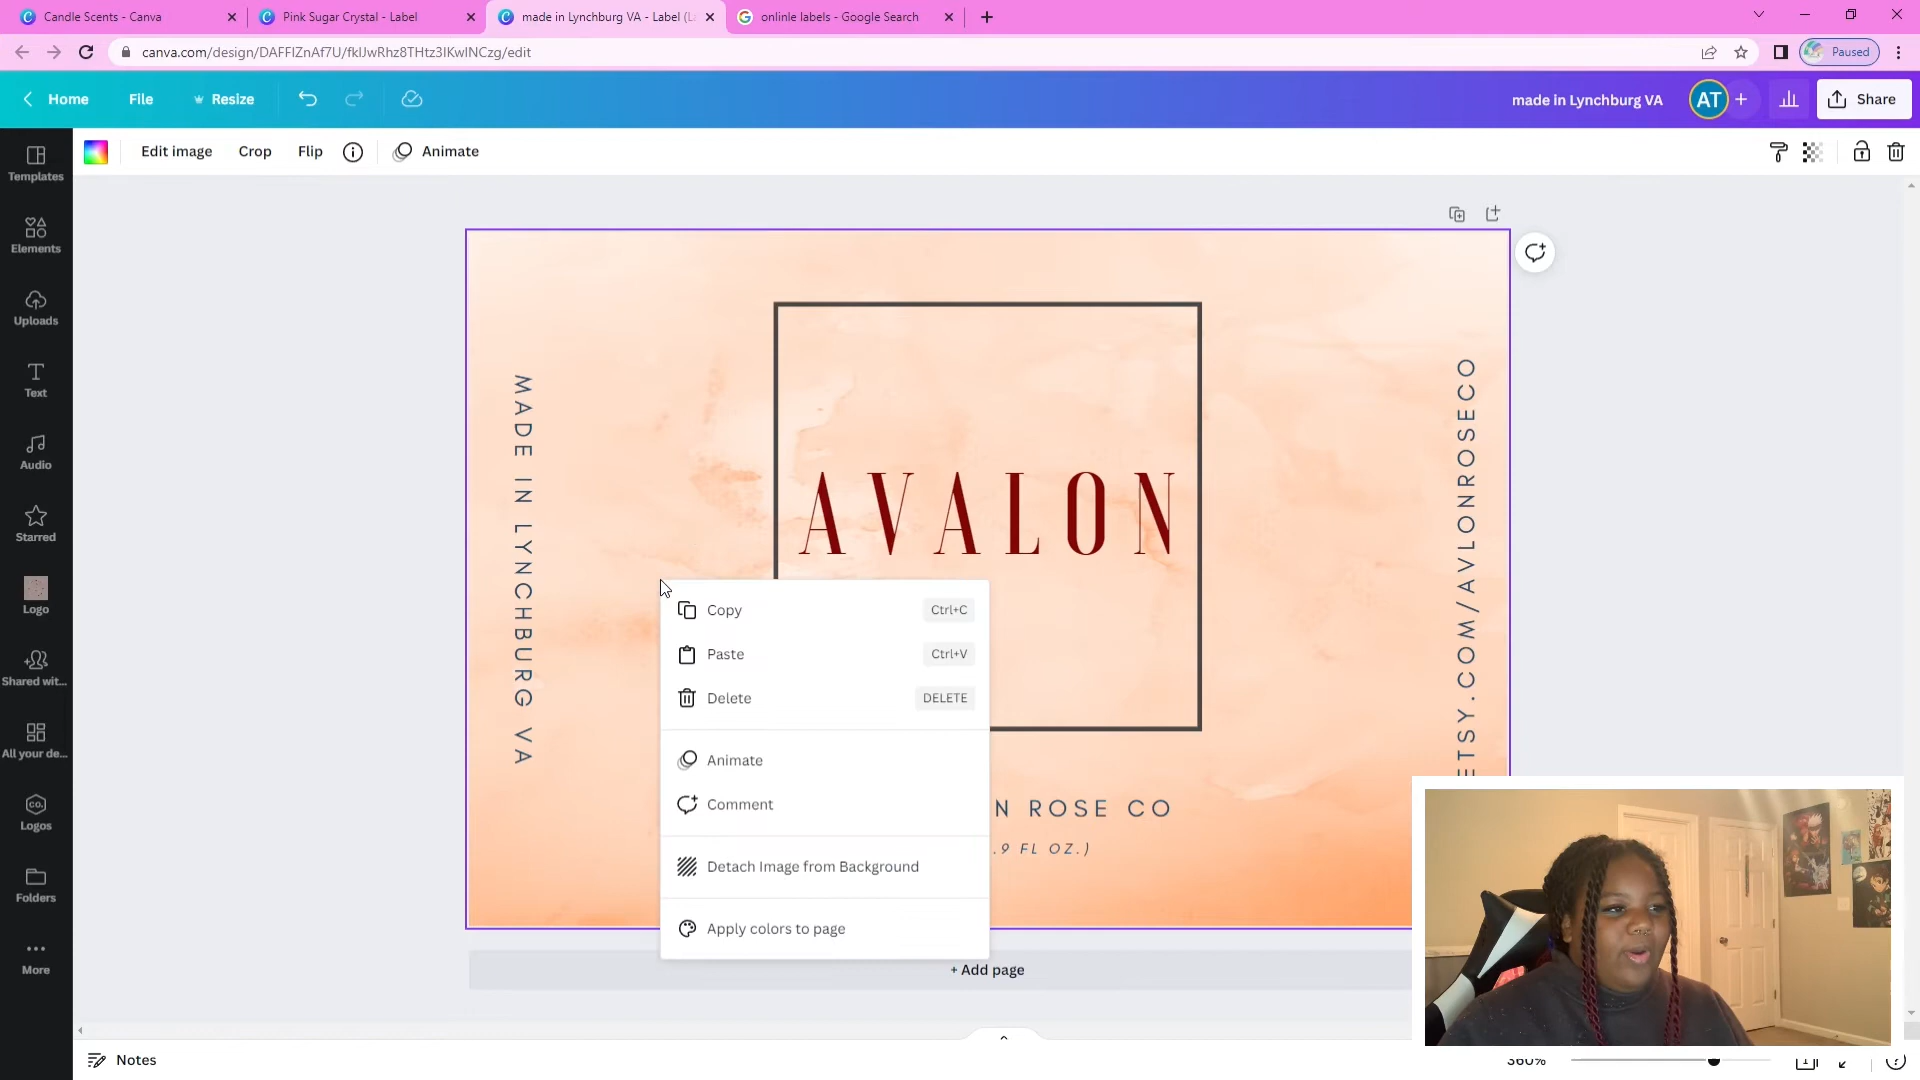 Candle Scents - Canva
Pink Sugar Crystal - Label
made in Lynchburg VA - Label (L
onlinle labels - Google Search
canva.com/design/DAFFIZnAf7U/fklJwRhz8THtz3IKwINCzg/edit
Paused
Home
File
Resize
made in Lynchburg VA
AT
Share
Edit image
Crop
Flip
Animate
Templates
Elements
Uploads
Text
Audio
Starred
Logo
Shared wit...
All your de...
Logos
Folders
More
MADE IN LYNCHBURG VA
AVALON
ETSY.COM/AVLONROSECO
Copy Ctrl+C
Paste Ctrl+V
Delete DELETE
Animate
Comment
Detach Image from Background
Apply colors to page
N ROSE CO
.9 FL OZ.)
+ Add page
Notes
360%